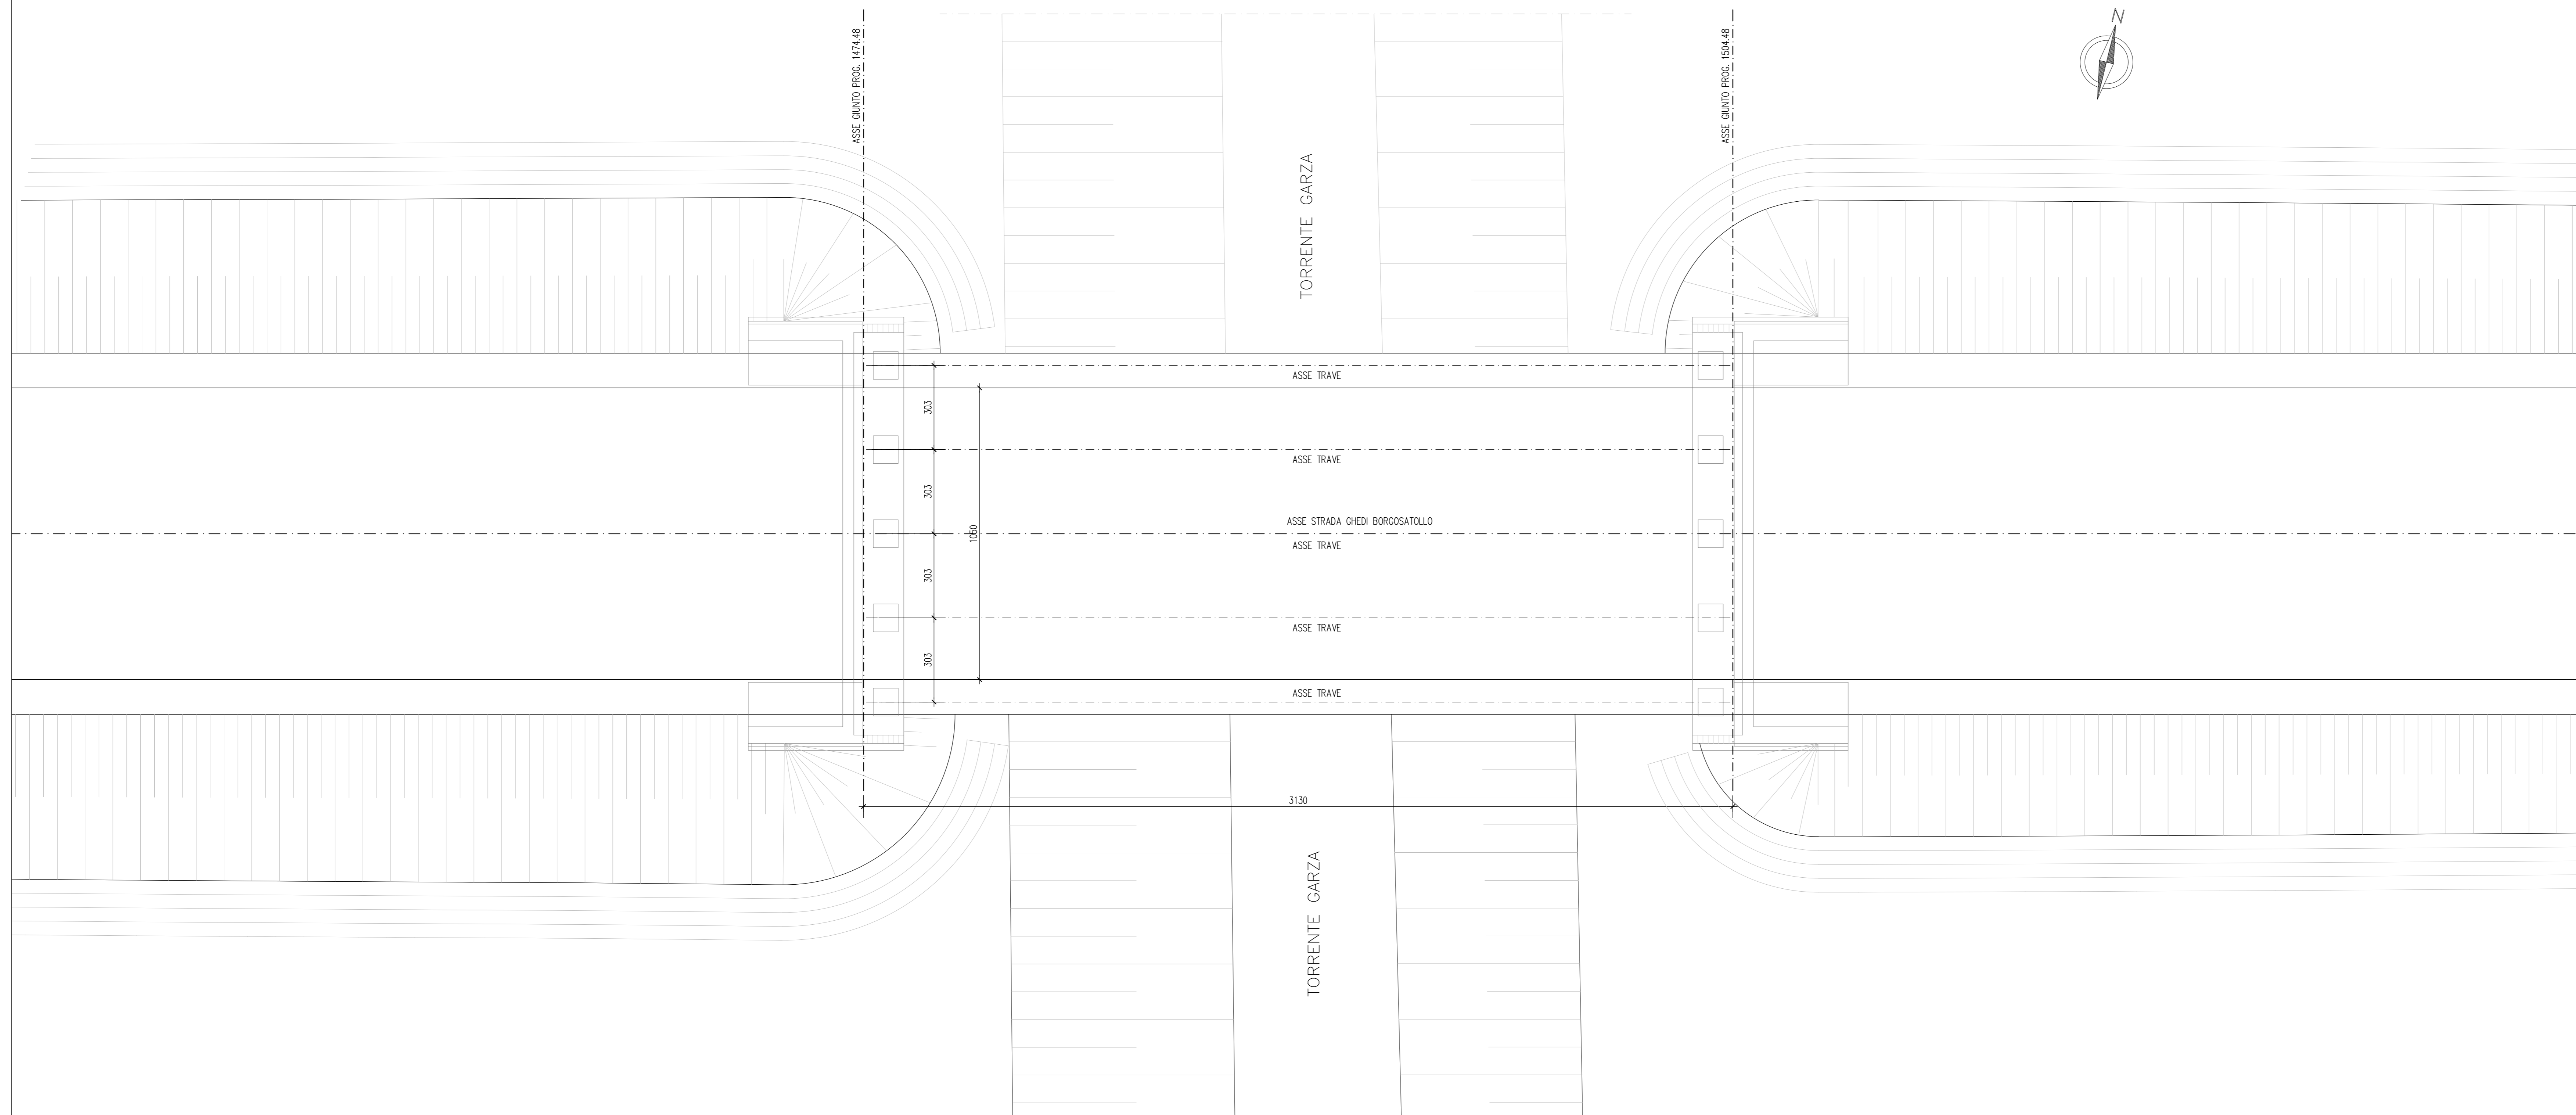 ASSE GIUNTO PROG. 1474.48
ASSE GIUNTO PROG. 1504.48
N
TORRENTE GARZA
ASSE TRAVE
303
ASSE TRAVE
303
1050
ASSE STRADA GHEDI BORGOSATOLLO
ASSE TRAVE
303
ASSE TRAVE
303
ASSE TRAVE
3130
TORRENTE GARZA